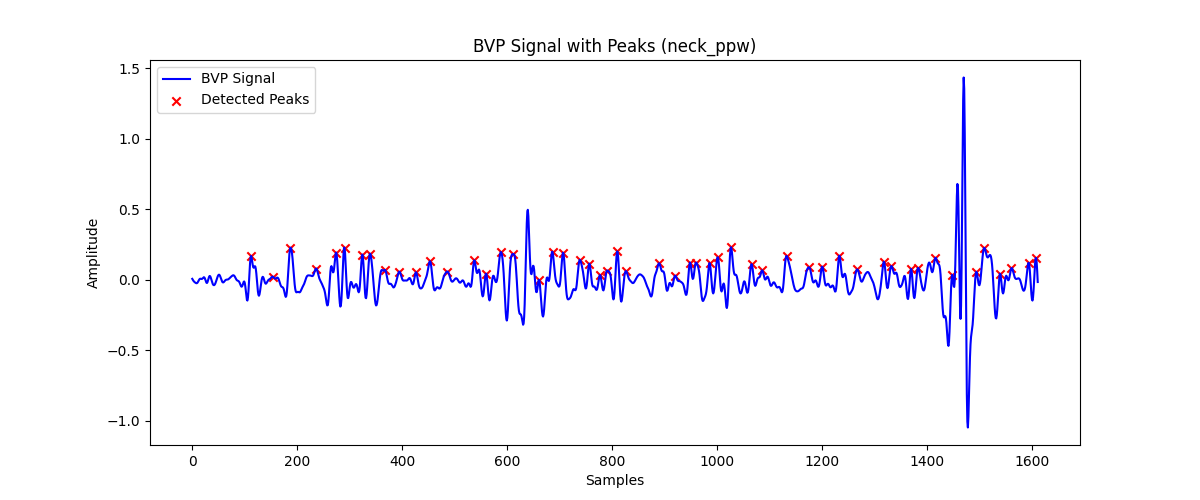 BVP Signal with Peaks (neck_ppw)
BVP Signal
Detected Peaks
Amplitude
1.5
1.0
0.5
0.0
−0.5
−1.0
0 200 400 600 800 1000 1200 1400 1600
Samples